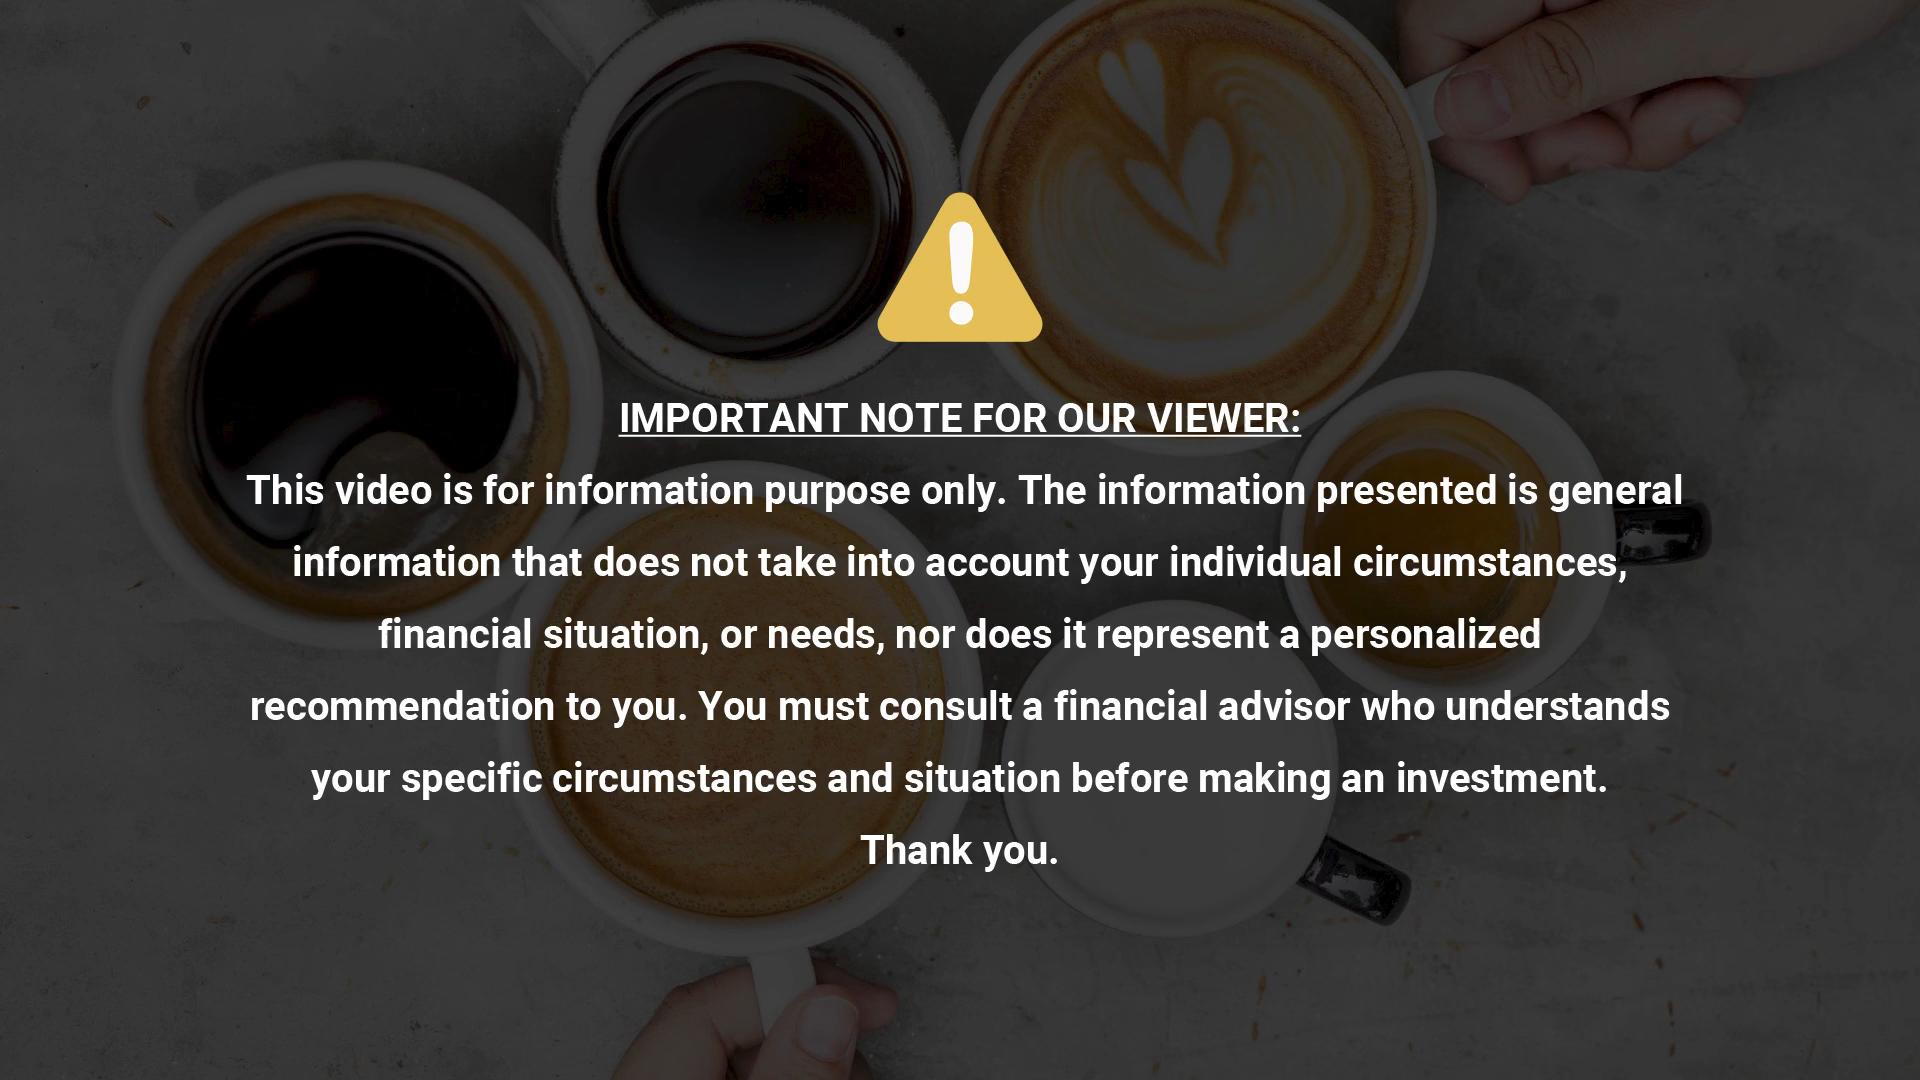 IMPORTANT NOTE FOR OUR VIEWER:
This video is for information purpose only. The information presented is general
information that does not take into account your individual circumstances,
financial situation, or needs, nor does it represent a personalized
recommendation to you. You must consult a financial advisor who understands
your specific circumstances and situation before making an investment.
Thank you.